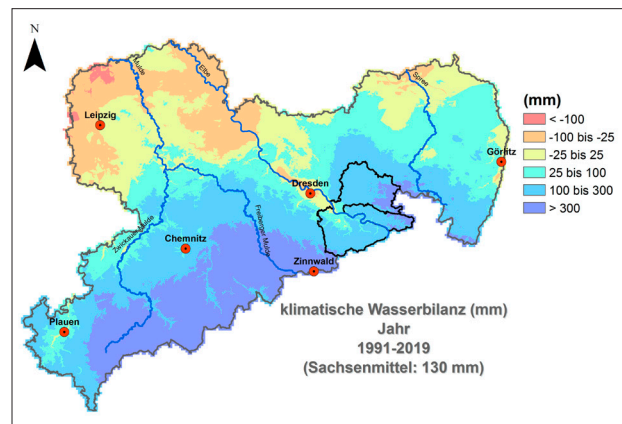 N
Mulde
Elbe
Spree
Leipzig
(mm)
< -100
-100 bis -25
-25 bis 25
25 bis 100
100 bis 300
> 300
Görlitz
Dresden
Zwickauer Mulde
Freiberger Mulde
Chemnitz
Zinnwald
Plauen
klimatische Wasserbilanz (mm)
Jahr
1991-2019
(Sachsenmittel: 130 mm)